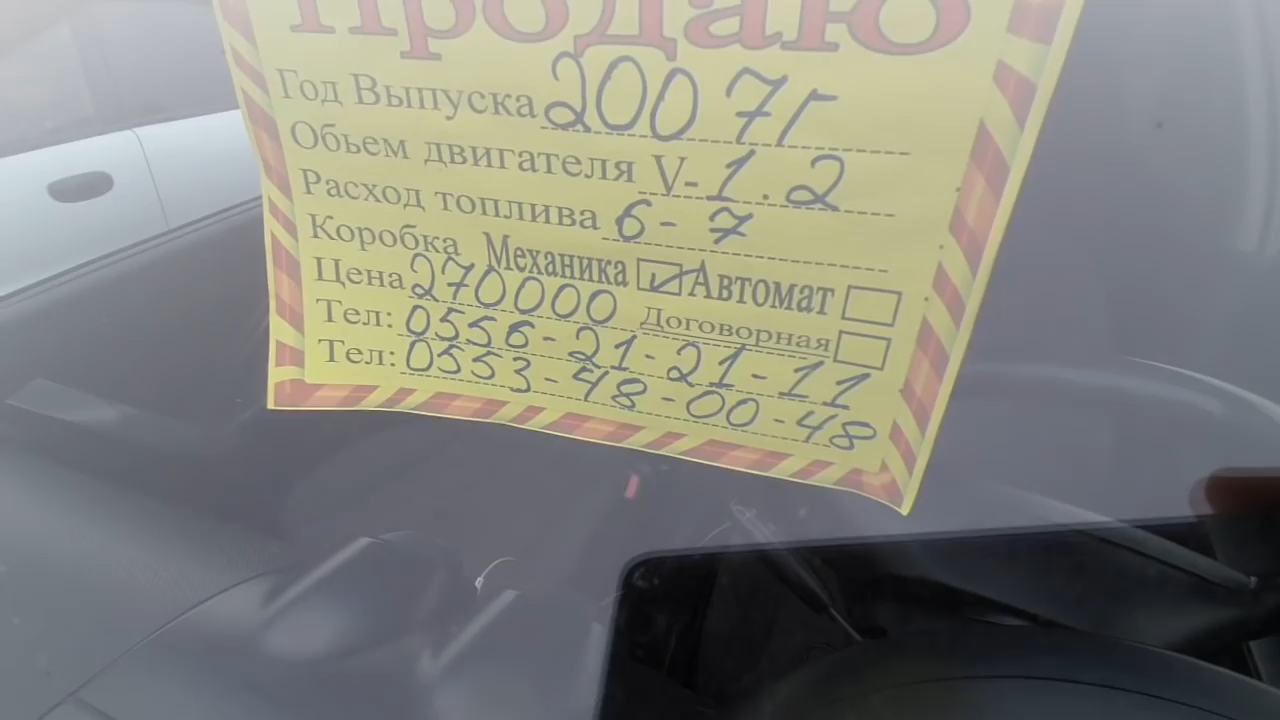 Продаю
Год Выпуска 2007г
Обьем двигателя V- 1.2
Расход топлива 6-7
Коробка Механика Автомат
Цена 270000 Договорная
Тел: 0556-21-21-11
Тел: 0553-48-00-48